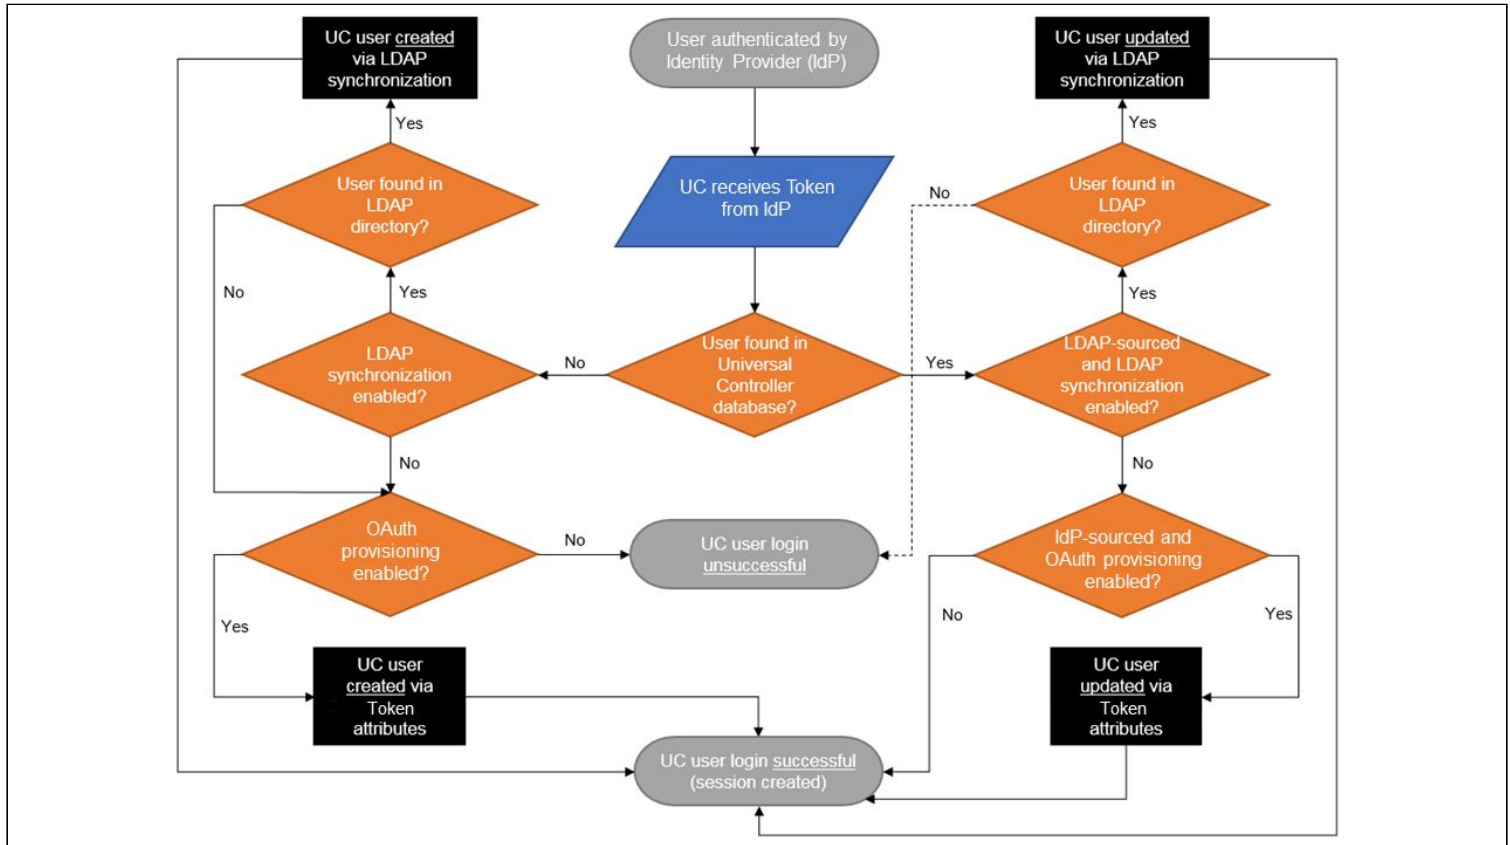 UC user created
via LDAP
synchronization
User authenticated by
Identity Provider (IdP)
UC user updated
via LDAP
synchronization
Yes
Yes
User found in
LDAP
directory?
UC receives Token
from IdP
No
User found in
LDAP
directory?
No
Yes
Yes
LDAP
synchronization
enabled?
No
User found in
Universal
Controller
database?
Yes
LDAP-sourced
and LDAP
synchronization
enabled?
No
No
OAuth
provisioning
enabled?
No
UC user login
unsuccessful
IdP-sourced and
OAuth provisioning
enabled?
Yes
No
Yes
UC user
created via
Token
attributes
UC user
updated via
Token
attributes
UC user login successful
(session created)